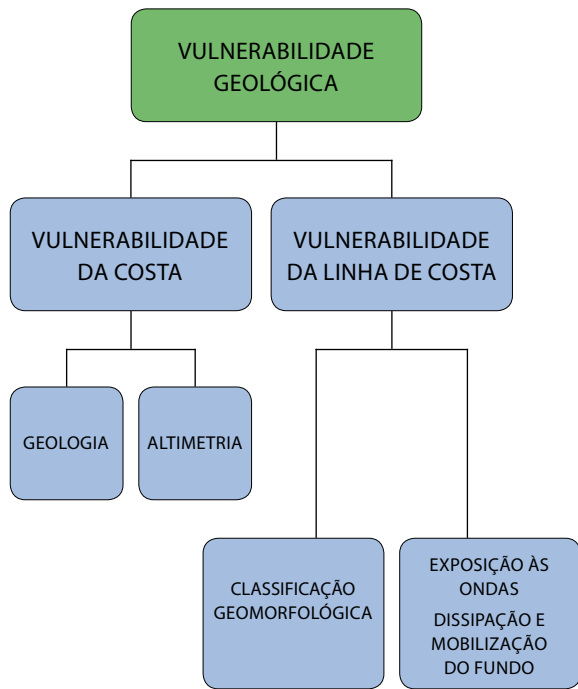 VULNERABILIDADE
GEOLÓGICA
VULNERABILIDADE
DA COSTA
VULNERABILIDADE
DA LINHA DE COSTA
GEOLOGIA
ALTIMETRIA
CLASSIFICAÇÃO
GEOMORFOLÓGICA
EXPOSIÇÃO ÀS
ONDAS
DISSIPAÇÃO E
MOBILIZAÇÃO
DO FUNDO